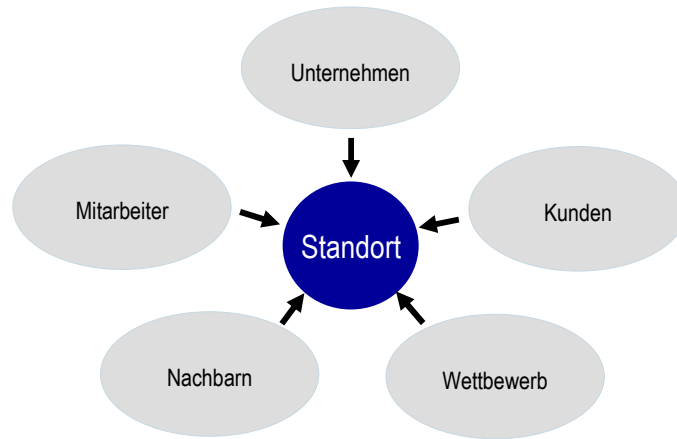 Unternehmen
Mitarbeiter
Kunden
Standort
Nachbarn
Wettbewerb